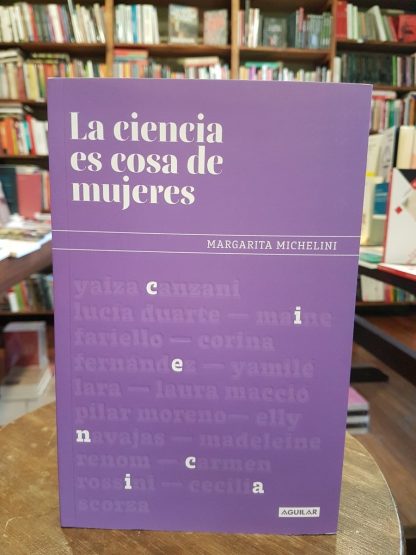 La ciencia
es cosa de
mujeres
MARGARITA MICHELINI
yaiza canzani
lucía duarte — maine
fariello — corina
fernández — yamilé
lara — laura macció
pilar moreno — elly
navajas — madeleine
renom — carmen
rossini — cecilia
scorza
AGUILAR